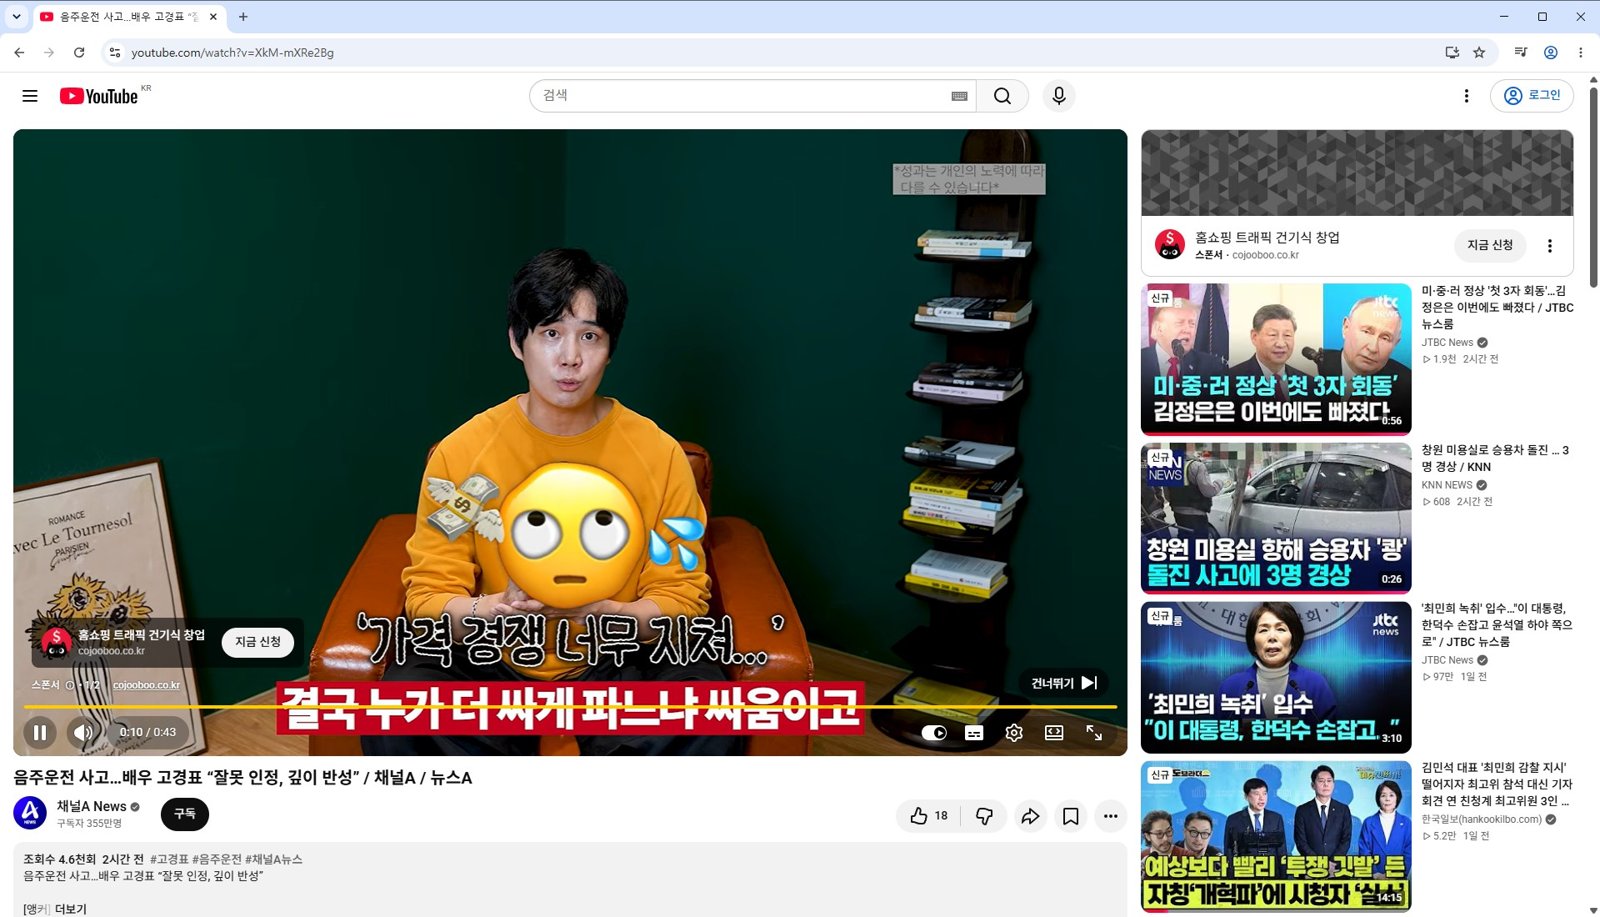 음주운전 사고...배우 고경표 “잘
youtube.com/watch?v=XkM-mXRe2Bg
YouTube KR
검색
로그인
*성과는 개인의 노력에 따라
다를 수 있습니다*
ROMANCE
Avec Le Tournesol
PARISIEN
‘가격 경쟁 너무 지쳐...’
결국 누가 더 싸게 파느냐 싸움이고
홈쇼핑 트래픽 건기식 창업
cojooboo.co.kr
지금 신청
스폰서 · 1/2 cojooboo.co.kr
건너뛰기
0:10 / 0:43
음주운전 사고...배우 고경표 “잘못 인정, 깊이 반성” / 채널A / 뉴스A
채널A News
구독자 355만명
구독
18
조회수 4.6천회 2시간 전 #고경표 #음주운전 #채널A뉴스
음주운전 사고...배우 고경표 “잘못 인정, 깊이 반성”
[앵커] 더보기
홈쇼핑 트래픽 건기식 창업
스폰서 · cojooboo.co.kr
지금 신청
신규
jtbc
news
미·중·러 정상 ‘첫 3자 회동’
김정은은 이번에도 빠졌다
0:56
미·중·러 정상 '첫 3자 회동'...김
정은은 이번에도 빠졌다 / JTBC
뉴스룸
JTBC News
1.9천 2시간 전
신규
KNN
NEWS
창원 미용실 향해 승용차 '쾅'
돌진 사고에 3명 경상
0:26
창원 미용실로 승용차 돌진 ... 3
명 경상 / KNN
KNN NEWS
608 2시간 전
신규
jtbc
news
'최민희 녹취' 입수
"이 대통령, 한덕수 손잡고.."
3:10
'최민희 녹취' 입수..."이 대통령,
한덕수 손잡고 윤석열 하야 쪽으
로" / JTBC 뉴스룸
JTBC News
97만 1일 전
신규
예상보다 빨리 '투쟁 깃발' 든
자칭'개혁파'에 시청자 '실소'
14:15
김민석 대표 '최민희 감찰 지시'
떨어지자 최고위 참석 대신 기자
회견 연 친청계 최고위원 3인 ...
한국일보(hankookilbo.com)
5.2만 1일 전